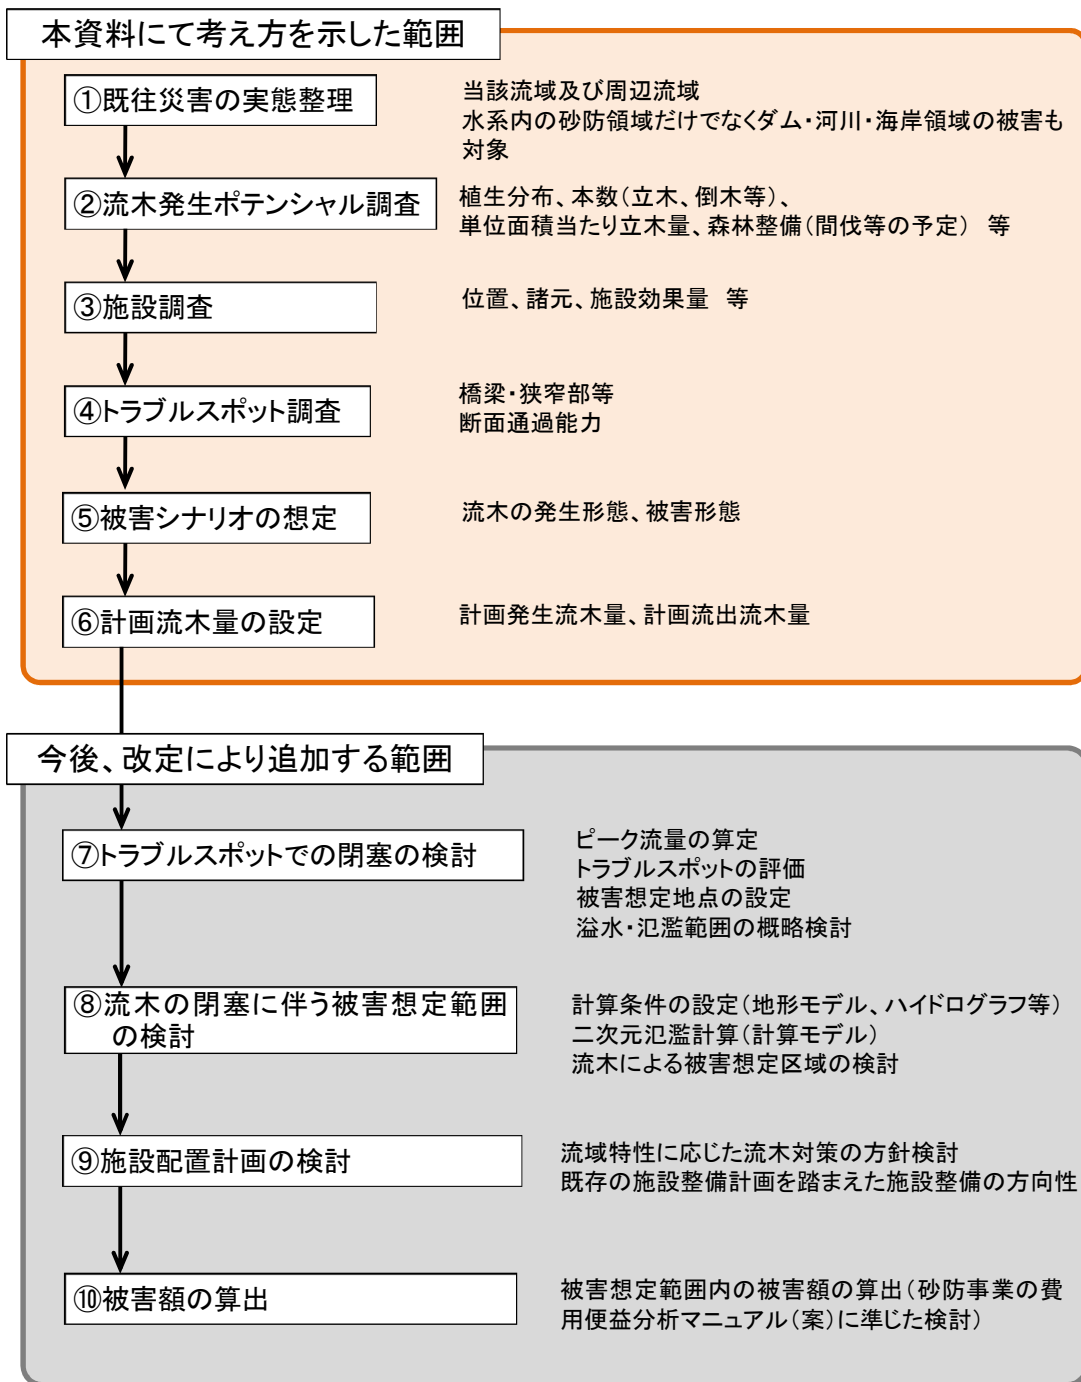 本資料にて考え方を示した範囲
①既往災害の実態整理
当該流域及び周辺流域
水系内の砂防領域だけでなくダム・河川・海岸領域の被害も
対象
②流木発生ポテンシャル調査
植生分布、本数(立木、倒木等)、
単位面積当たり立木量、森林整備(間伐等の予定)　等
③施設調査
位置、諸元、施設効果量　等
④トラブルスポット調査
橋梁・狭窄部等
断面通過能力
⑤被害シナリオの想定
流木の発生形態、被害形態
⑥計画流木量の設定
計画発生流木量、計画流出流木量
今後、改定により追加する範囲
⑦トラブルスポットでの閉塞の検討
ピーク流量の算定
トラブルスポットの評価
被害想定地点の設定
溢水・氾濫範囲の概略検討
⑧流木の閉塞に伴う被害想定範囲
の検討
計算条件の設定(地形モデル、ハイドログラフ等)
二次元氾濫計算(計算モデル)
流木による被害想定区域の検討
⑨施設配置計画の検討
流域特性に応じた流木対策の方針検討
既存の施設整備計画を踏まえた施設整備の方向性
⑩被害額の算出
被害想定範囲内の被害額の算出(砂防事業の費
用便益分析マニュアル(案)に準じた検討)